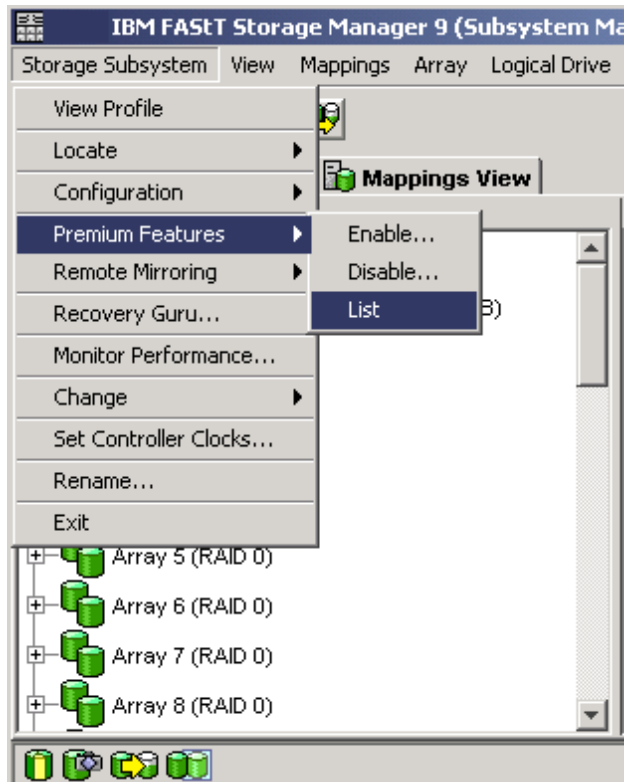 IBM FAStT Storage Manager 9 (Subsystem Ma
Storage Subsystem View Mappings Array Logical Drive
View Profile
Locate
Mappings View
Configuration
Premium Features
Enable...
Remote Mirroring
Disable...
Recovery Guru...
List
B)
Monitor Performance...
Change
Set Controller Clocks...
Rename...
Exit
Array 5 (RAID 0)
Array 6 (RAID 0)
Array 7 (RAID 0)
Array 8 (RAID 0)